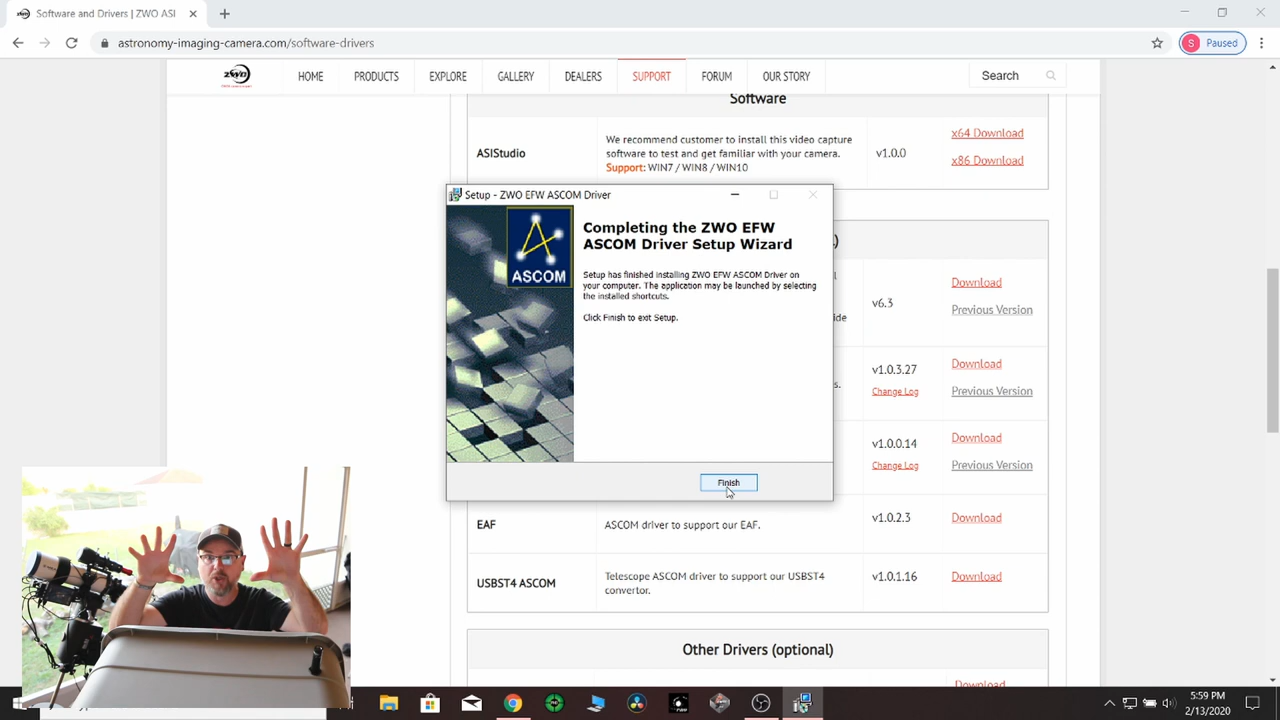 Software and Drivers | ZWO ASI
astronomy-imaging-camera.com/software-drivers
S Paused
ZWO
HOME PRODUCTS EXPLORE GALLERY DEALERS SUPPORT FORUM OUR STORY Search
Software
ASIStudio
We recommend customer to install this video capture
software to test and get familiar with your camera.
Support: WIN7 / WIN8 / WIN10
v1.0.0
x64 Download
x86 Download
Setup - ZWO EFW ASCOM Driver
ASCOM
Completing the ZWO EFW
ASCOM Driver Setup Wizard
Setup has finished installing ZWO EFW ASCOM Driver on
your computer. The application may be launched by selecting
the installed shortcuts.
Click Finish to exit Setup.
Finish
v6.3
Download
Previous Version
v1.0.3.27
Change Log
Download
Previous Version
v1.0.0.14
Change Log
Download
Previous Version
EAF
ASCOM driver to support our EAF.
v1.0.2.3
Download
USBST4 ASCOM
Telescope ASCOM driver to support our USBST4
convertor.
v1.0.1.16
Download
Other Drivers (optional)
Download
5:59 PM
2/13/2020